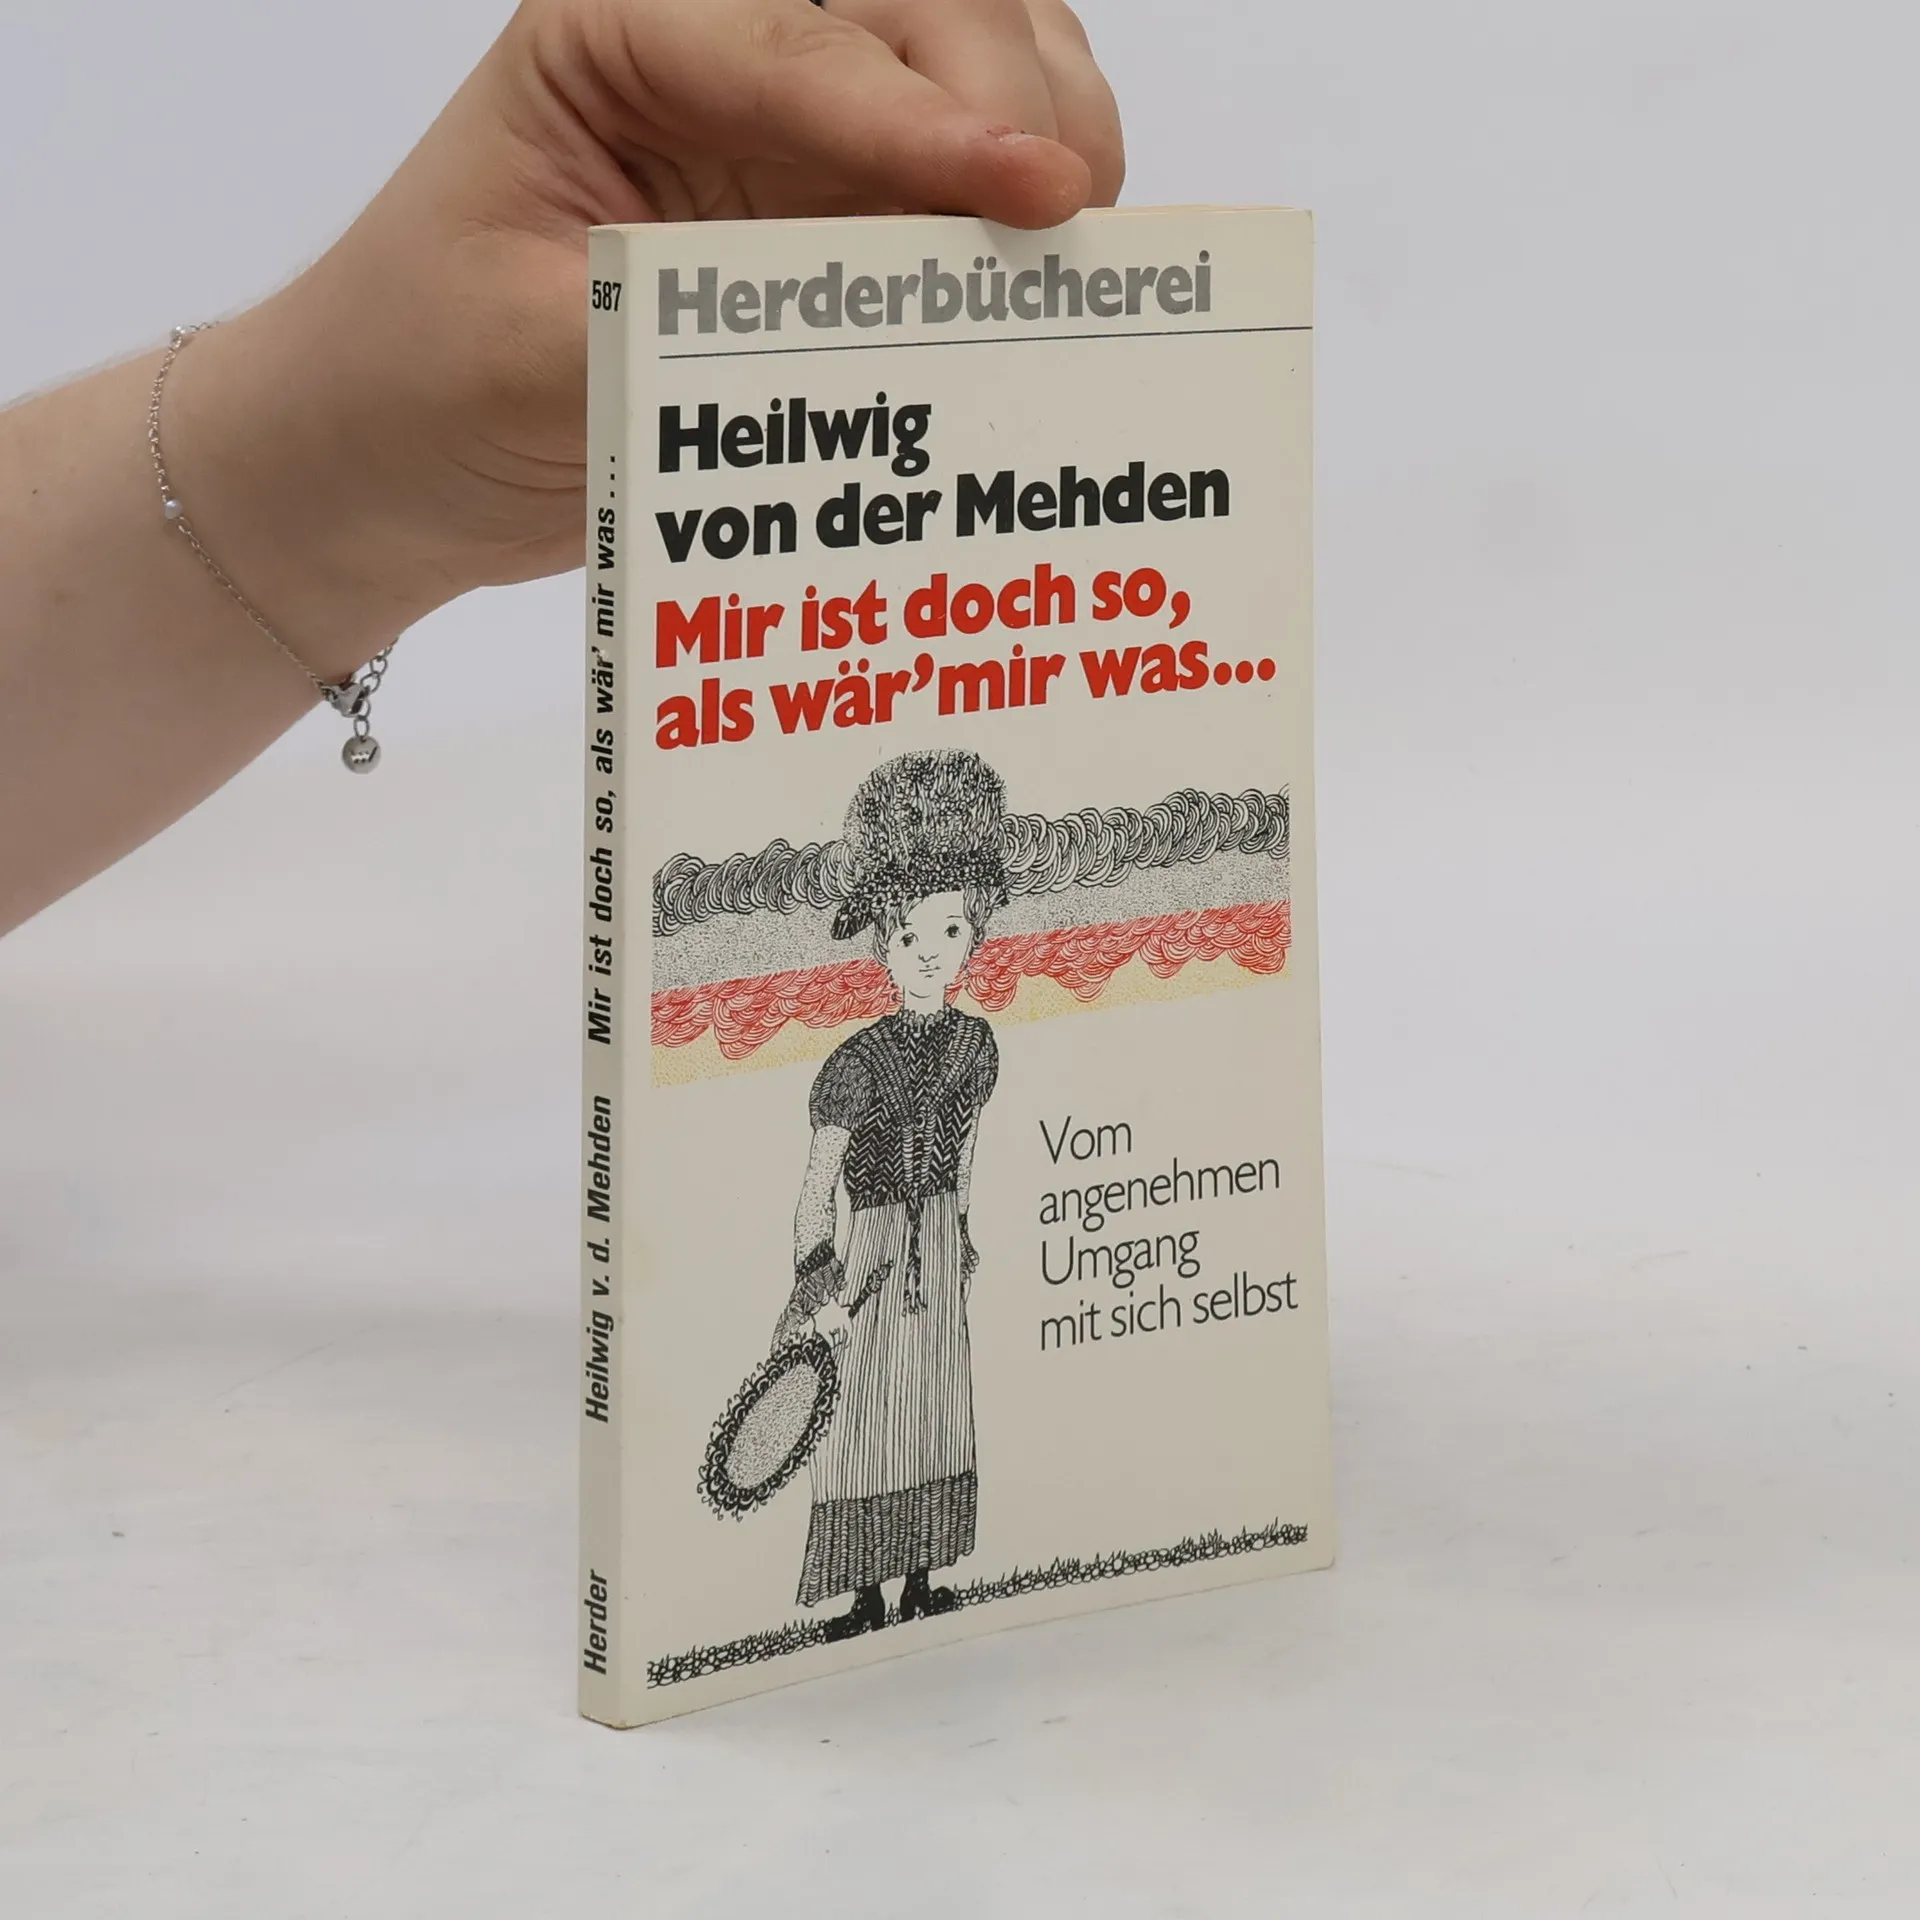 Herderbücherei
Heilwig
von der Mehden
Mir ist doch so,
als wär’mir was...
Vom
angenehmen
Umgang
mit sich selbst
587
Herder Heilwig v. d. Mehden Mir ist doch so, als wär’ mir was...